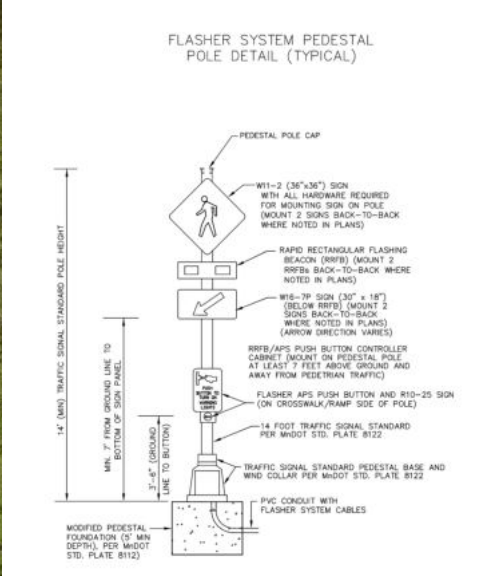 FLASHER SYSTEM PEDESTAL
POLE DETAIL (TYPICAL)
PEDESTAL POLE CAP
W11-2 (36"x36") SIGN
WITH ALL HARDWARE REQUIRED
FOR MOUNTING SIGN ON POLE
(MOUNT 2 SIGNS BACK-TO-BACK
WHERE NOTED IN PLANS)
RAPID RECTANGULAR FLASHING
BEACON (RRFB) (MOUNT 2
RRFBs BACK-TO-BACK WHERE
NOTED IN PLANS)
W16-7P SIGN (30" x 18")
(BELOW RRFB) (MOUNT 2
SIGNS BACK-TO-BACK
WHERE NOTED IN PLANS)
(ARROW DIRECTION VARIES)
RRFB/APS PUSH BUTTON CONTROLLER
CABINET (MOUNT ON PEDESTAL POLE
AT LEAST 7 FEET ABOVE GROUND AND
AWAY FROM PEDETRIAN TRAFFIC)
PUSH
BUTTON TO
TURN ON
WARNING
LIGHTS
FLASHER APS PUSH BUTTON AND R10-25 SIGN
(ON CROSSWALK/RAMP SIDE OF POLE)
14 FOOT TRAFFIC SIGNAL STANDARD
PER MnDOT STD. PLATE 8122
TRAFFIC SIGNAL STANDARD PEDESTAL BASE AND
WIND COLLAR PER MnDOT STD. PLATE 8122
PVC CONDUIT WITH
FLASHER SYSTEM CABLES
MODIFIED PEDESTAL
FOUNDATION (5' MIN
DEPTH), PER MnDOT
STD. PLATE 8112)
14' (MIN) TRAFFIC SIGNAL STANDARD POLE HEIGHT
MIN. 7' FROM GROUND LINE TO
BOTTOM OF SIGN PANEL
3'-6" (GROUND
LINE TO BUTTON)